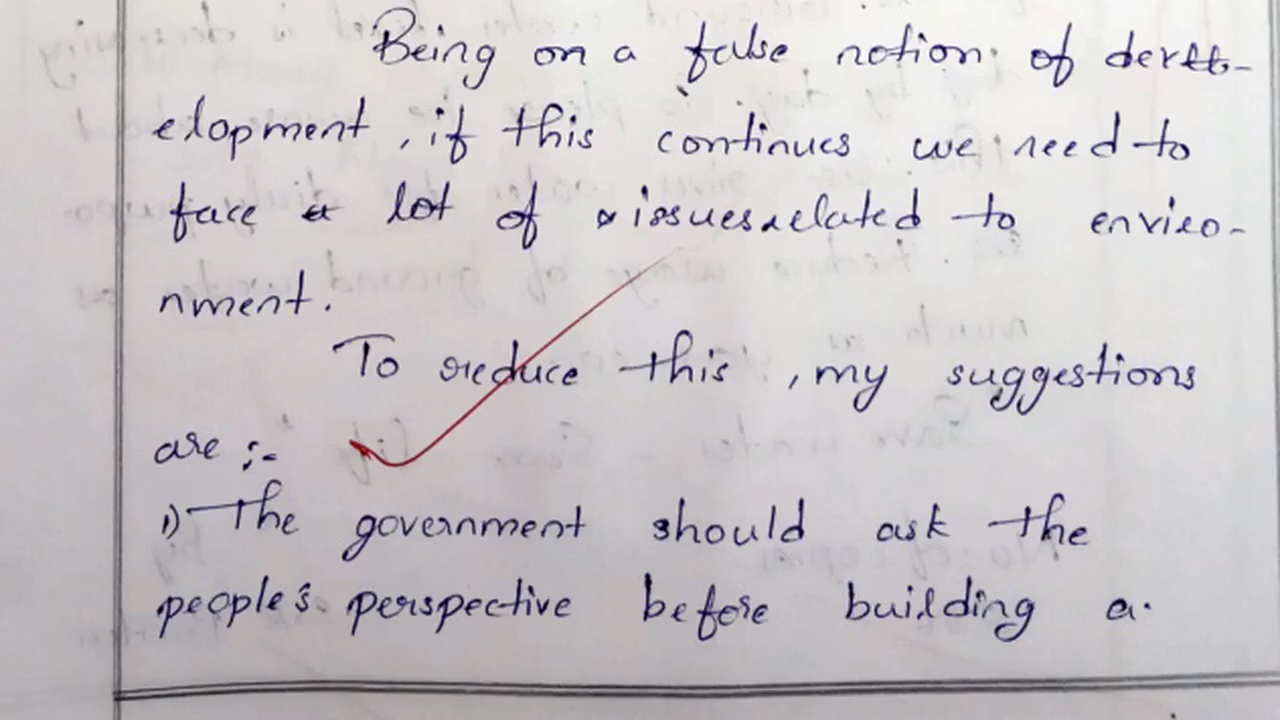 Being on a false notion of dev-
elopment, if this continues we need to
face a lot of issues related to enviro-
nment.
To reduce this, my suggestions
are :-
1) The government should ask the
people's perspective before building a